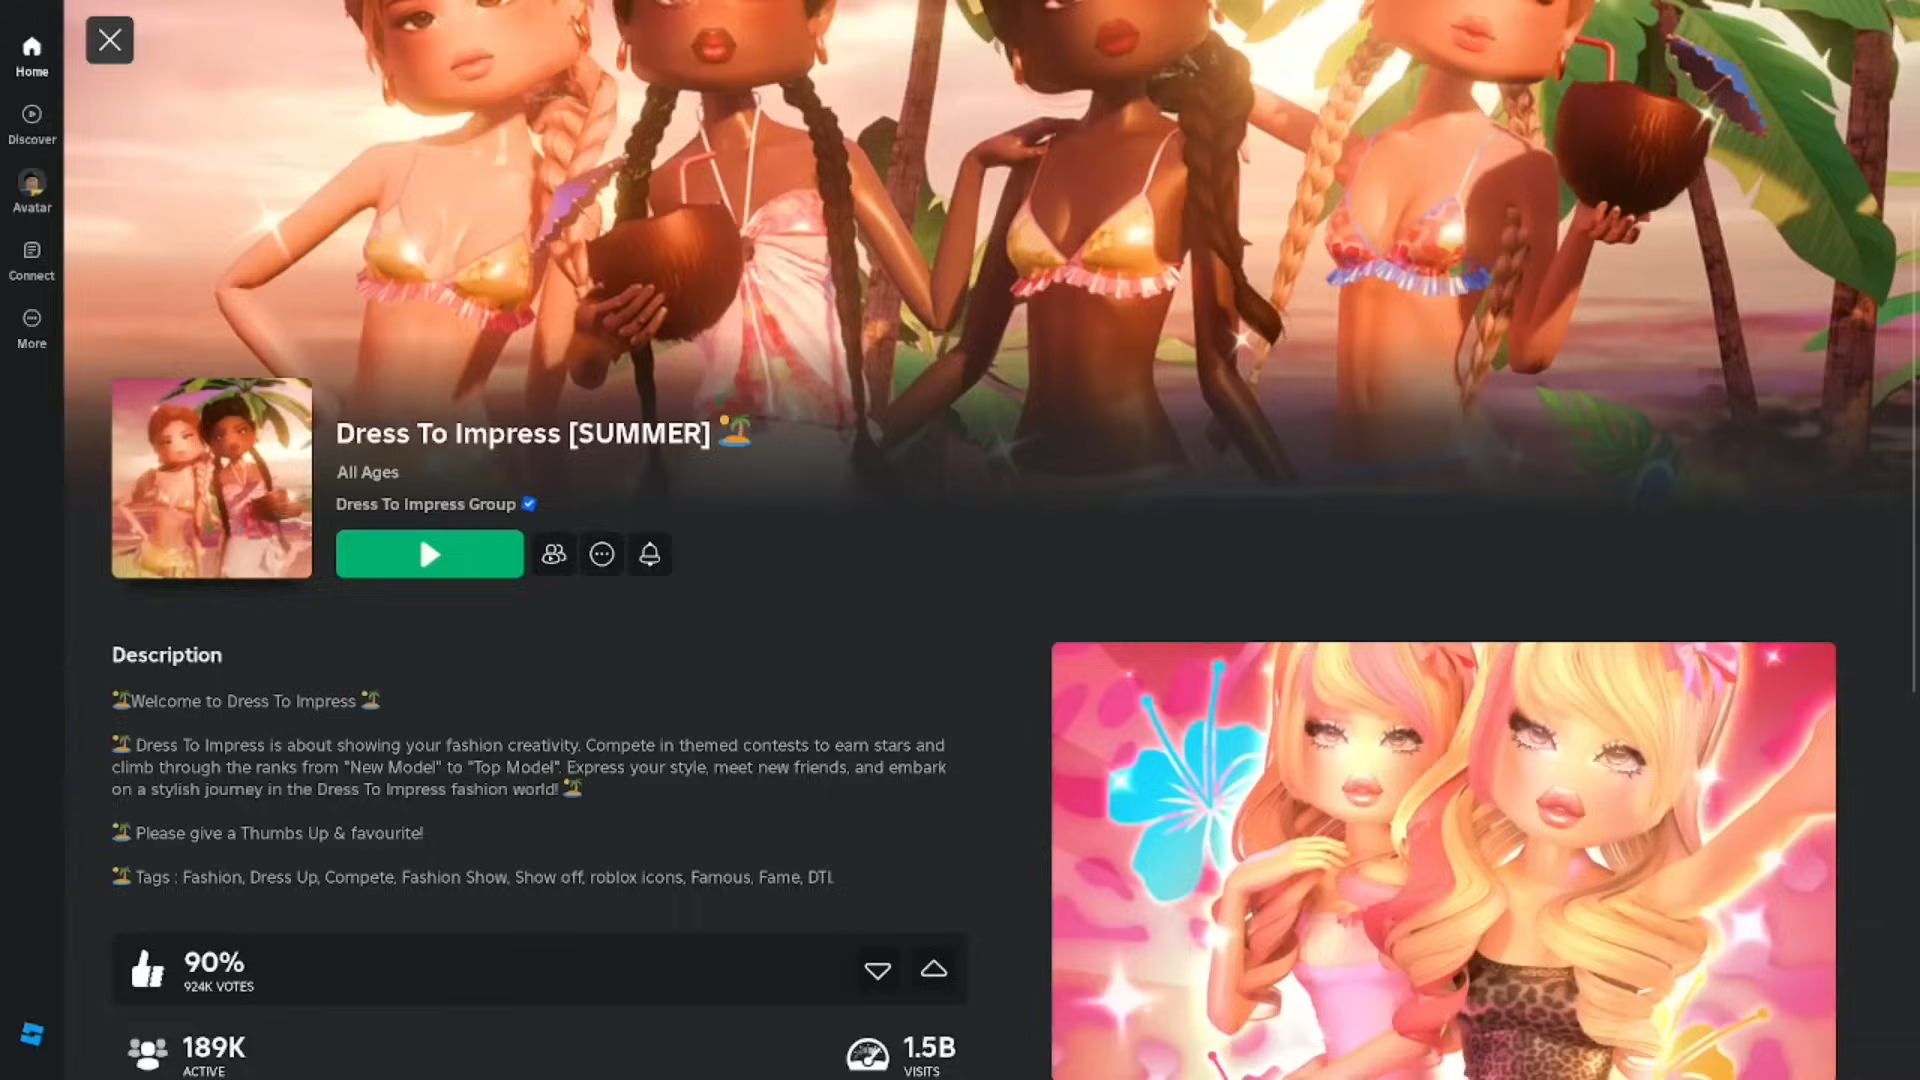 Home
Discover
Avatar
Connect
More
Dress To Impress [SUMMER] 🏝️
All Ages
Dress To Impress Group
Description
🏝️Welcome to Dress To Impress 🏝️
🏝️ Dress To Impress is about showing your fashion creativity. Compete in themed contests to earn stars and
climb through the ranks from "New Model" to "Top Model". Express your style, meet new friends, and embark
on a stylish journey in the Dress To Impress fashion world! 🏝️
🏝️ Please give a Thumbs Up & favourite!
🏝️ Tags : Fashion, Dress Up, Compete, Fashion Show, Show off, roblox icons, Famous, Fame, DTI.
90%
924K VOTES
189K
ACTIVE
1.5B
VISITS